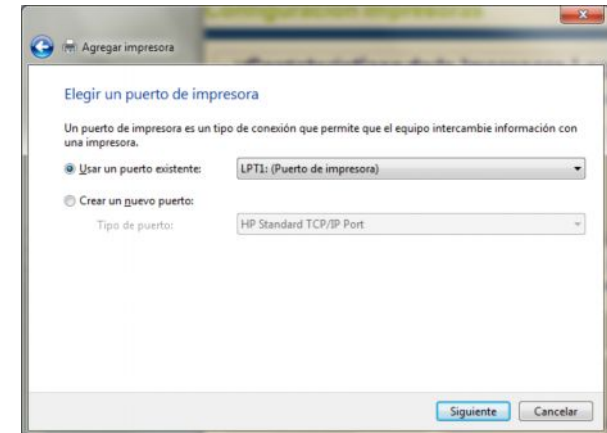 Configuración Impresoras
Agregar impresora
Elegir un puerto de impresora
Un puerto de impresora es un tipo de conexión que permite que el equipo intercambie información con
una impresora.
Usar un puerto existente:
LPT1: (Puerto de impresora)
Crear un nuevo puerto:
Tipo de puerto:
HP Standard TCP/IP Port
Siguiente
Cancelar